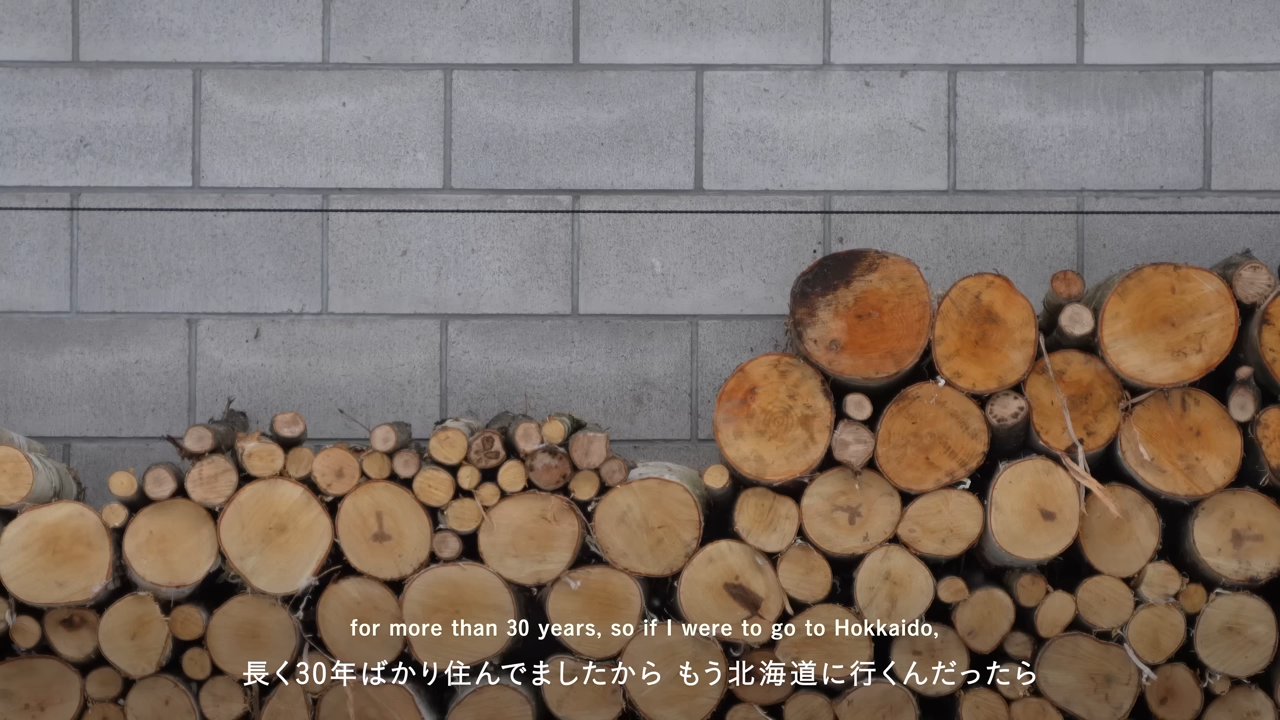 for more than 30 years, so if I were to go to Hokkaido,
長く30年ばかり住んでましたから もう北海道に行くんだったら